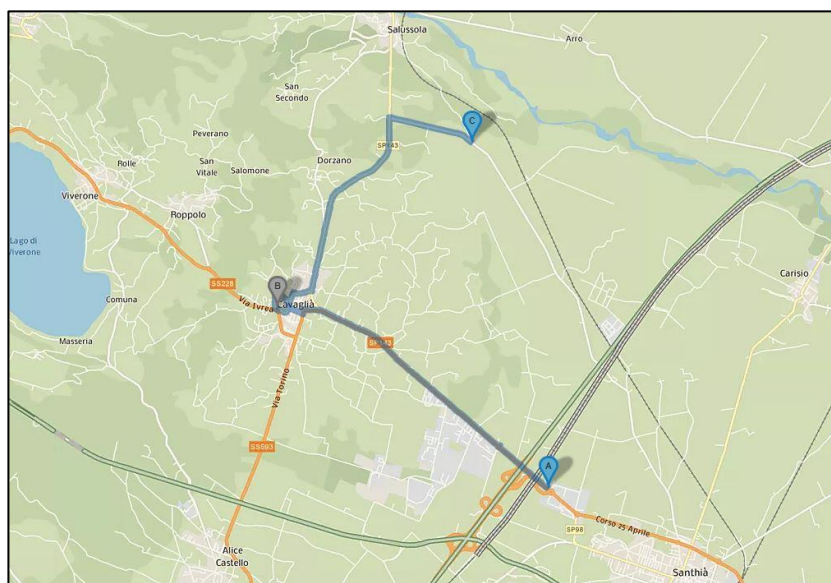 Salussola
Arro
San
Secondo
C
Peverano
SP143
Rolle
San
Vitale
Salomone
Dorzano
Viverone
Roppolo
Lago di
Viverone
Carisio
SS228
B
Comuna
Via Ivrea
Cavaglià
Masseria
SP143
Via Torino
SS593
A
Corso 25 Aprile
SP98
Alice
Castello
Santhià